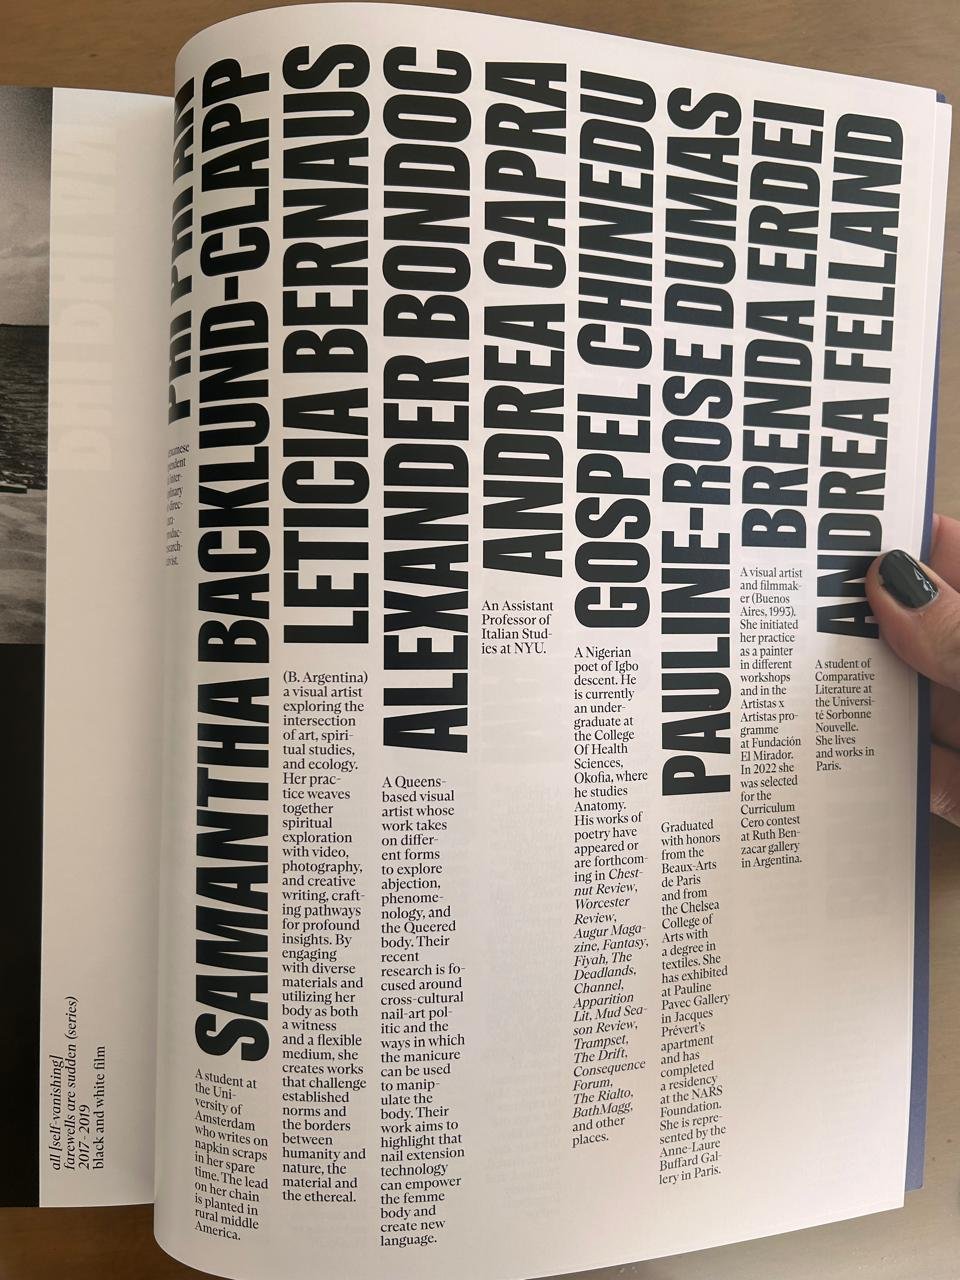 all [self-vanishing]
farewells are sudden (series)
2017 - 2019
black and white film
PHI PHI AN
SAMANTHA BACKLUND-CLAPP
A student at
the Uni-
versity of
Amsterdam
who writes on
napkin scraps
in her spare
time. The lead
on her chain
is planted in
rural middle
America.
LETICIA BERNAUS
(B. Argentina)
a visual artist
exploring the
intersection
of art, spiri-
tual studies,
and ecology.
Her prac-
tice weaves
together
spiritual
exploration
with video,
photography,
and creative
writing, craft-
ing pathways
for profound
insights. By
engaging
with diverse
materials and
utilizing her
body as both
a witness
and a flexible
medium, she
creates works
that challenge
established
norms and
the borders
between
humanity and
nature, the
material and
the ethereal.
ALEXANDER BONDOC
A Queens-
based visual
artist whose
work takes
on differ-
ent forms
to explore
abjection,
phenome-
nology, and
the Queered
body. Their
recent
research is fo-
cused around
cross-cultural
nail-art pol-
itic and the
ways in which
the manicure
can be used
to manip-
ulate the
body. Their
work aims to
highlight that
nail extension
technology
can empower
the femme
body and
create new
language.
ANDREA CAPRA
An Assistant
Professor of
Italian Stud-
ies at NYU.
GOSPEL CHINEDU
A Nigerian
poet of Igbo
descent. He
is currently
an under-
graduate at
the College
Of Health
Sciences,
Okofia, where
he studies
Anatomy.
His works of
poetry have
appeared or
are forthcom-
ing in Chest-
nut Review,
Worcester
Review,
Augur Maga-
zine, Fantasy,
Fiyah, The
Deadlands,
Channel,
Apparition
Lit, Mud Sea-
son Review,
Trampset,
The Drift,
Consequence
Forum,
The Rialto,
BathMagg,
and other
places.
PAULINE-ROSE DUMAS
Graduated
with honors
from the
Beaux-Arts
de Paris
and from
the Chelsea
College of
Arts with
a degree in
textiles. She
has exhibited
at Pauline
Pavec Gallery
in Jacques
Prévert's
apartment
and has
completed
a residency
at the NARS
Foundation.
She is repre-
sented by the
Anne-Laure
Buffard Gal-
lery in Paris.
BRENDA ERDEI
A visual artist
and filmmak-
er (Buenos
Aires, 1993).
She initiated
her practice
as a painter
in different
workshops
and in the
Artistas x
Artistas pro-
gramme
at Fundación
El Mirador.
In 2022 she
was selected
for the
Curriculum
Cero contest
at Ruth Ben-
zacar gallery
in Argentina.
ANDREA FELLAND
A student of
Comparative
Literature at
the Universi-
té Sorbonne
Nouvelle.
She lives
and works in
Paris.